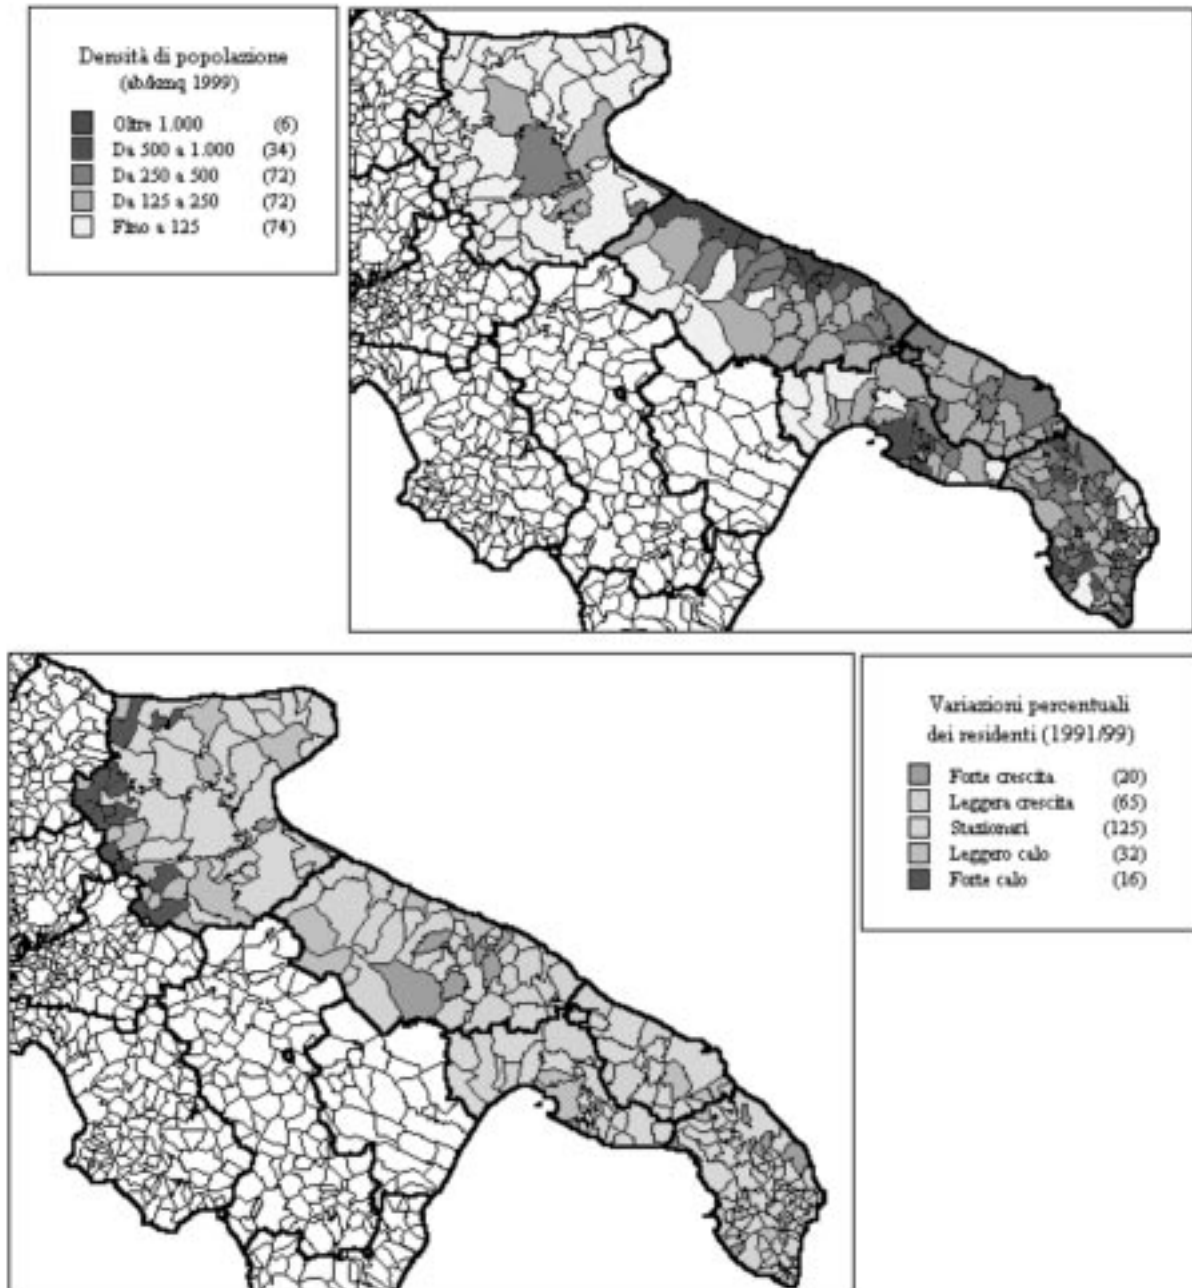 Densità di popolazione
(ab/kmq 1999)
Oltre 1.000 (6)
Da 500 a 1.000 (34)
Da 250 a 500 (72)
Da 125 a 250 (72)
Fino a 125 (74)
Variazioni percentuali
dei residenti (1991/99)
Forte crescita (20)
Leggera crescita (65)
Stazionari (125)
Leggero calo (32)
Forte calo (16)